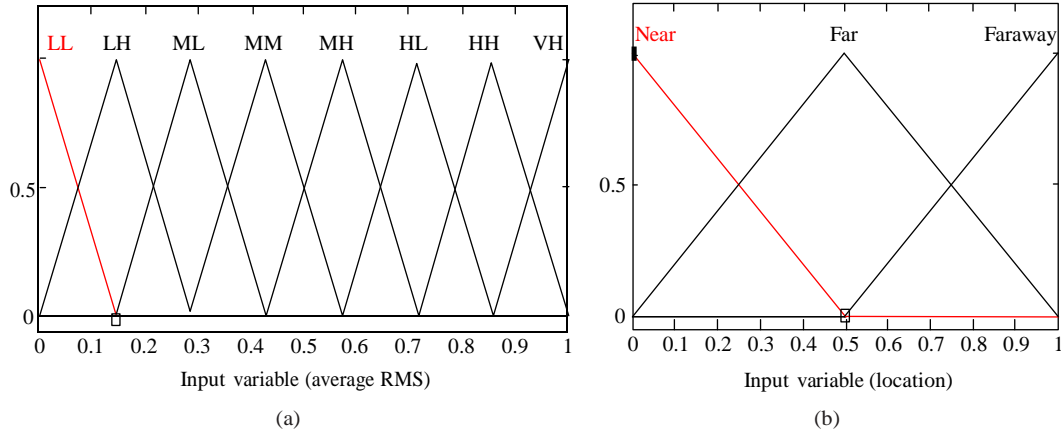 LL LH ML MM MH HL HH VH
0.5
0
0 0.1 0.2 0.3 0.4 0.5 0.6 0.7 0.8 0.9 1
Input variable (average RMS)
(a)
Near Far Faraway
0.5
0
0 0.1 0.2 0.3 0.4 0.5 0.6 0.7 0.8 0.9 1
Input variable (location)
(b)